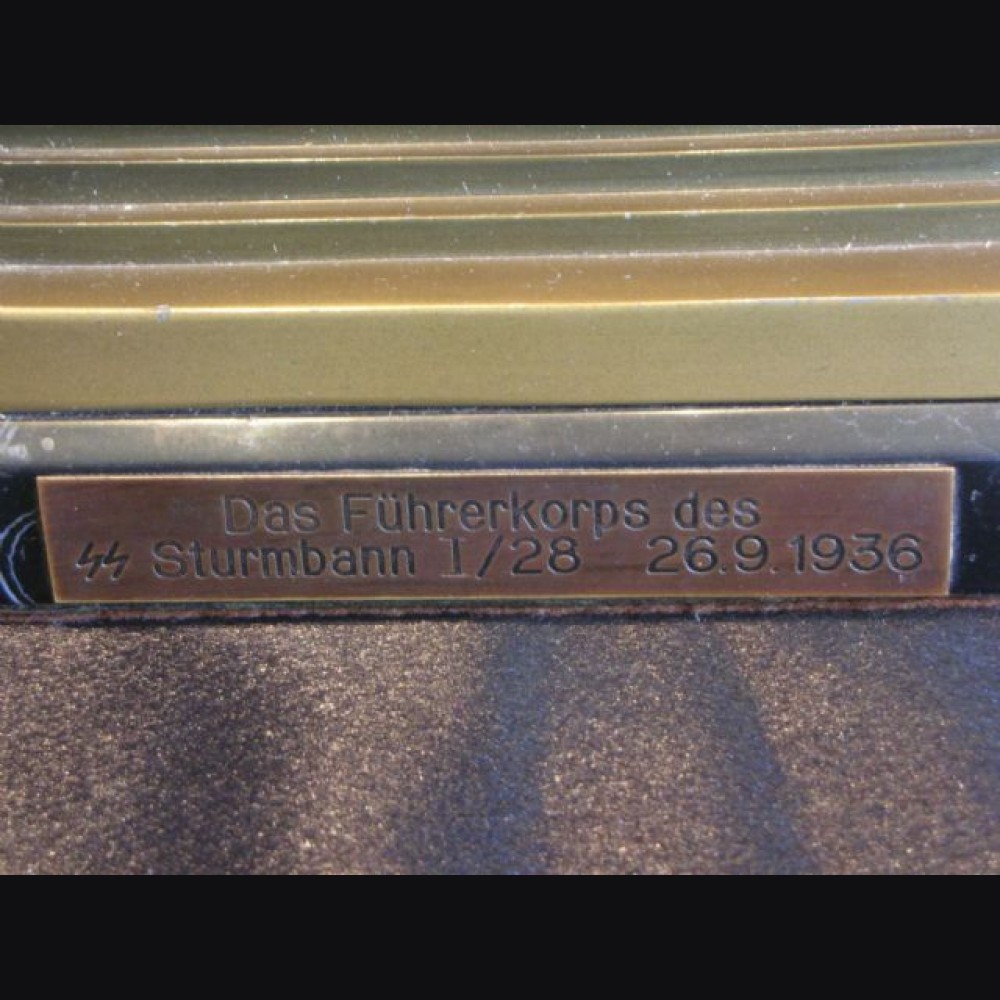 Das Führerkorps des
ᛋᛋ Sturmbann I/28 26.9.1936